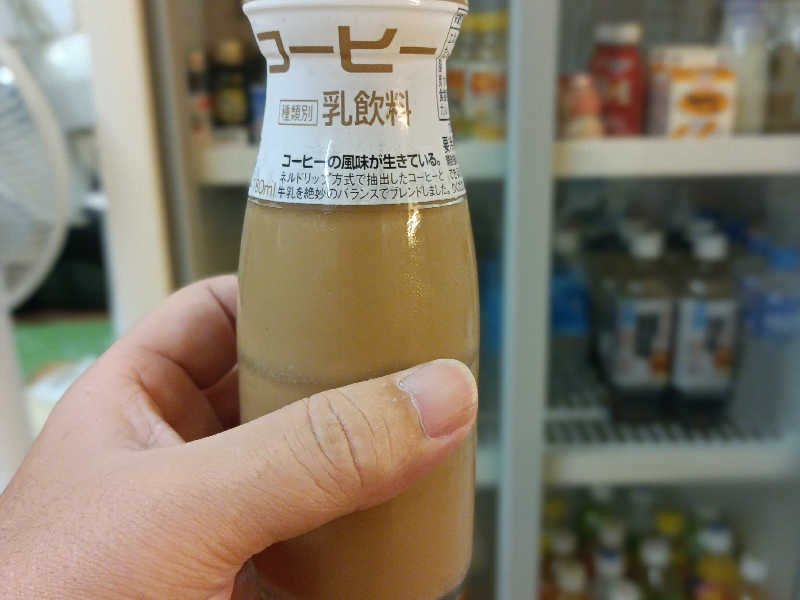 コーヒー
種類別 乳飲料
コーヒーの風味が生きている。
ネルドリップ方式で抽出したコーヒーと
牛乳を絶妙のバランスでブレンドしました。